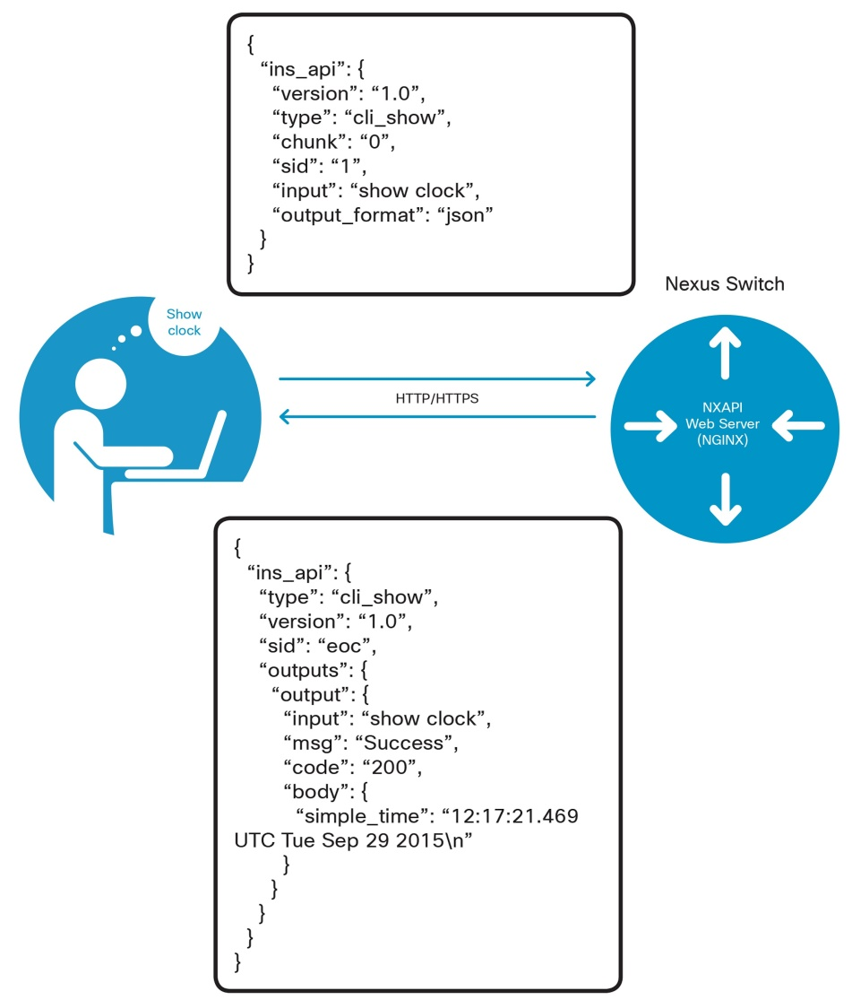 {
“ins_api”: {
“version”: “1.0”,
“type”: “cli_show”,
“chunk”: “0”,
“sid”: “1”,
“input”: “show clock”,
“output_format”: “json”
}
}
Nexus Switch
Show
clock
HTTP/HTTPS
NXAPI
Web Server
(NGINX)
{
“ins_api”: {
“type”: “cli_show”,
“version”: “1.0”,
“sid”: “eoc”,
“outputs”: {
“output”: {
“input”: “show clock”,
“msg”: “Success”,
“code”: “200”,
“body”: {
“simple_time”: “12:17:21.469
UTC Tue Sep 29 2015\n”
}
}
}
}
}